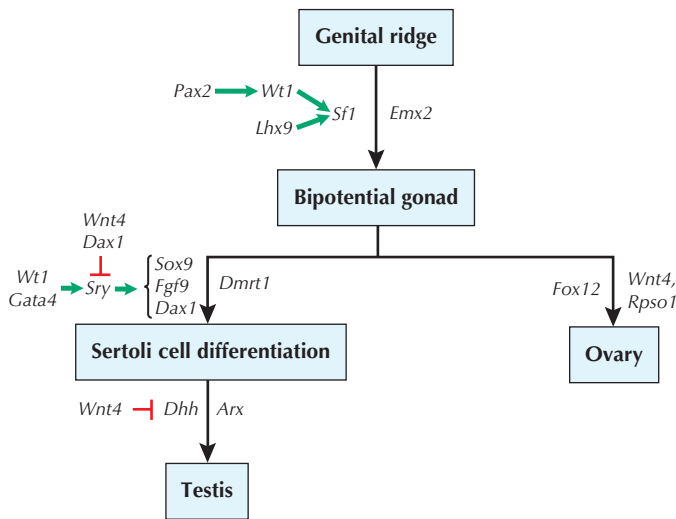 Genital ridge
Pax2
Wt1
Lhx9
Sf1
Emx2
Bipotential gonad
Wnt4
Dax1
Wt1
Gata4
Sry
Sox9
Fgf9
Dax1
Dmrt1
Fox12
Wnt4,
Rpso1
Sertoli cell differentiation
Ovary
Wnt4
Dhh
Arx
Testis